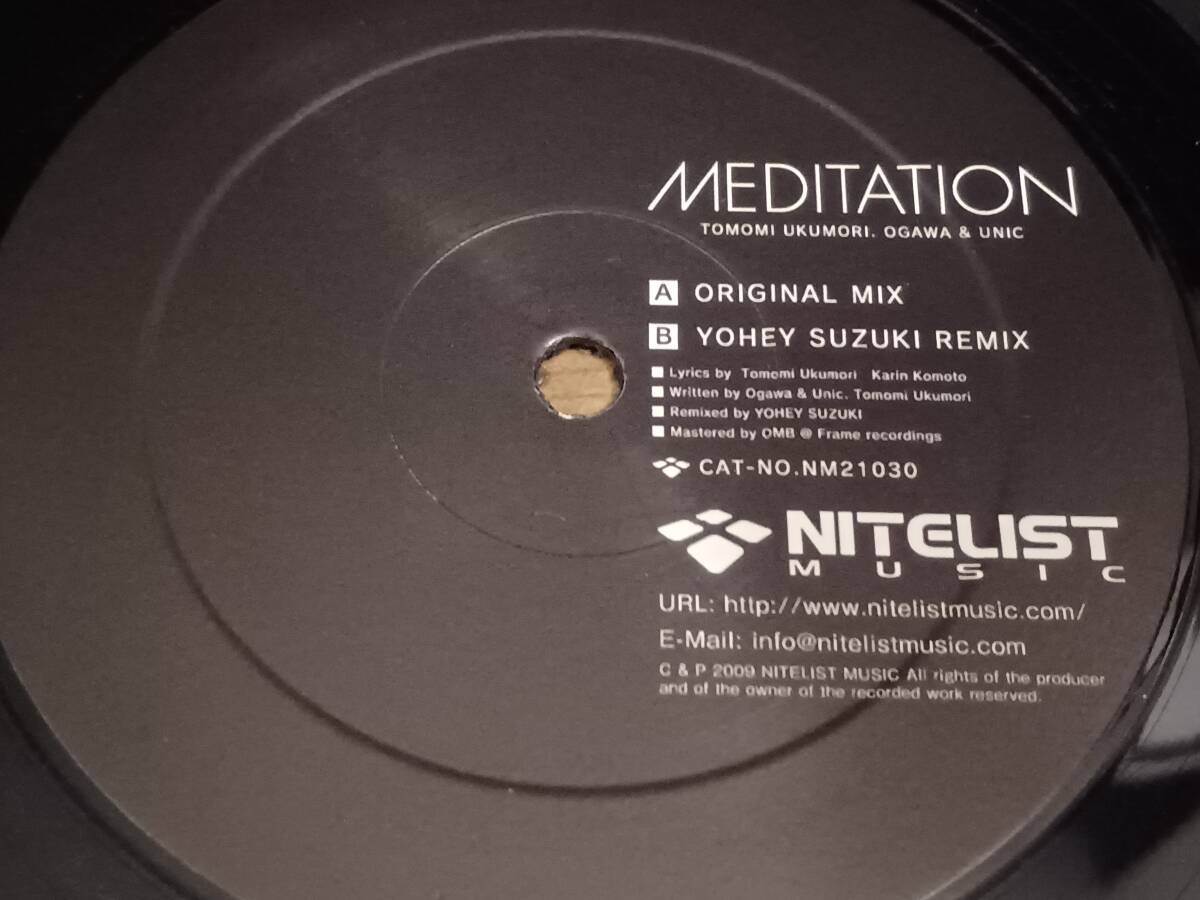 MEDITATION
TOMOMI UKUMORI. OGAWA & UNIC
A ORIGINAL MIX
B YOHEY SUZUKI REMIX
Lyrics by Tomomi Ukumori Karin Komoto
Written by Ogawa & Unic. Tomomi Ukumori
Remixed by YOHEY SUZUKI
Mastered by OMB @ Frame recordings
CAT-NO.NM21030
NITELIST
MUSIC
URL: http://www.nitelistmusic.com/
E-Mail: info@nitelistmusic.com
C & P 2009 NITELIST MUSIC All rights of the producer
and of the owner of the recorded work reserved.